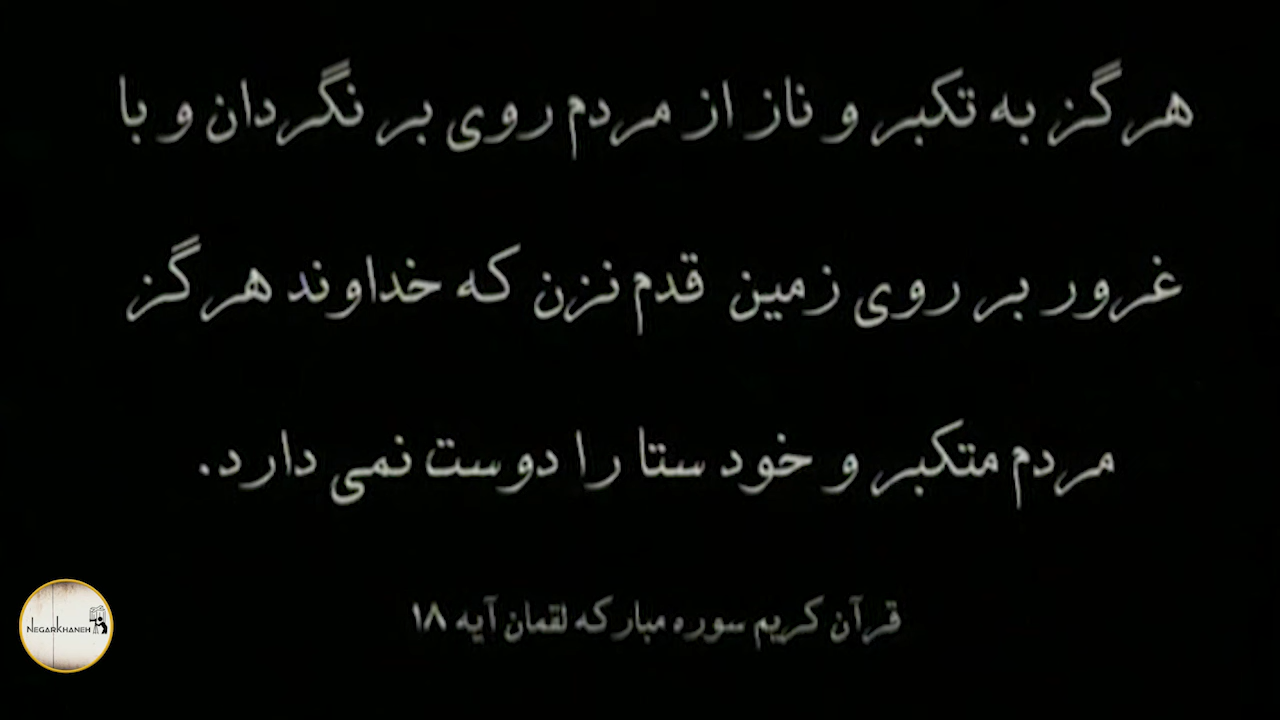 هرگز به تکبر و ناز از مردم روی بر نگردان و با
غرور بر روی زمین قدم نزن که خداوند هرگز
مردم متکبر و خود ستا را دوست نمی دارد.
قرآن کریم سوره مبارکه لقمان آیه ۱۸
NEGARKHANEH